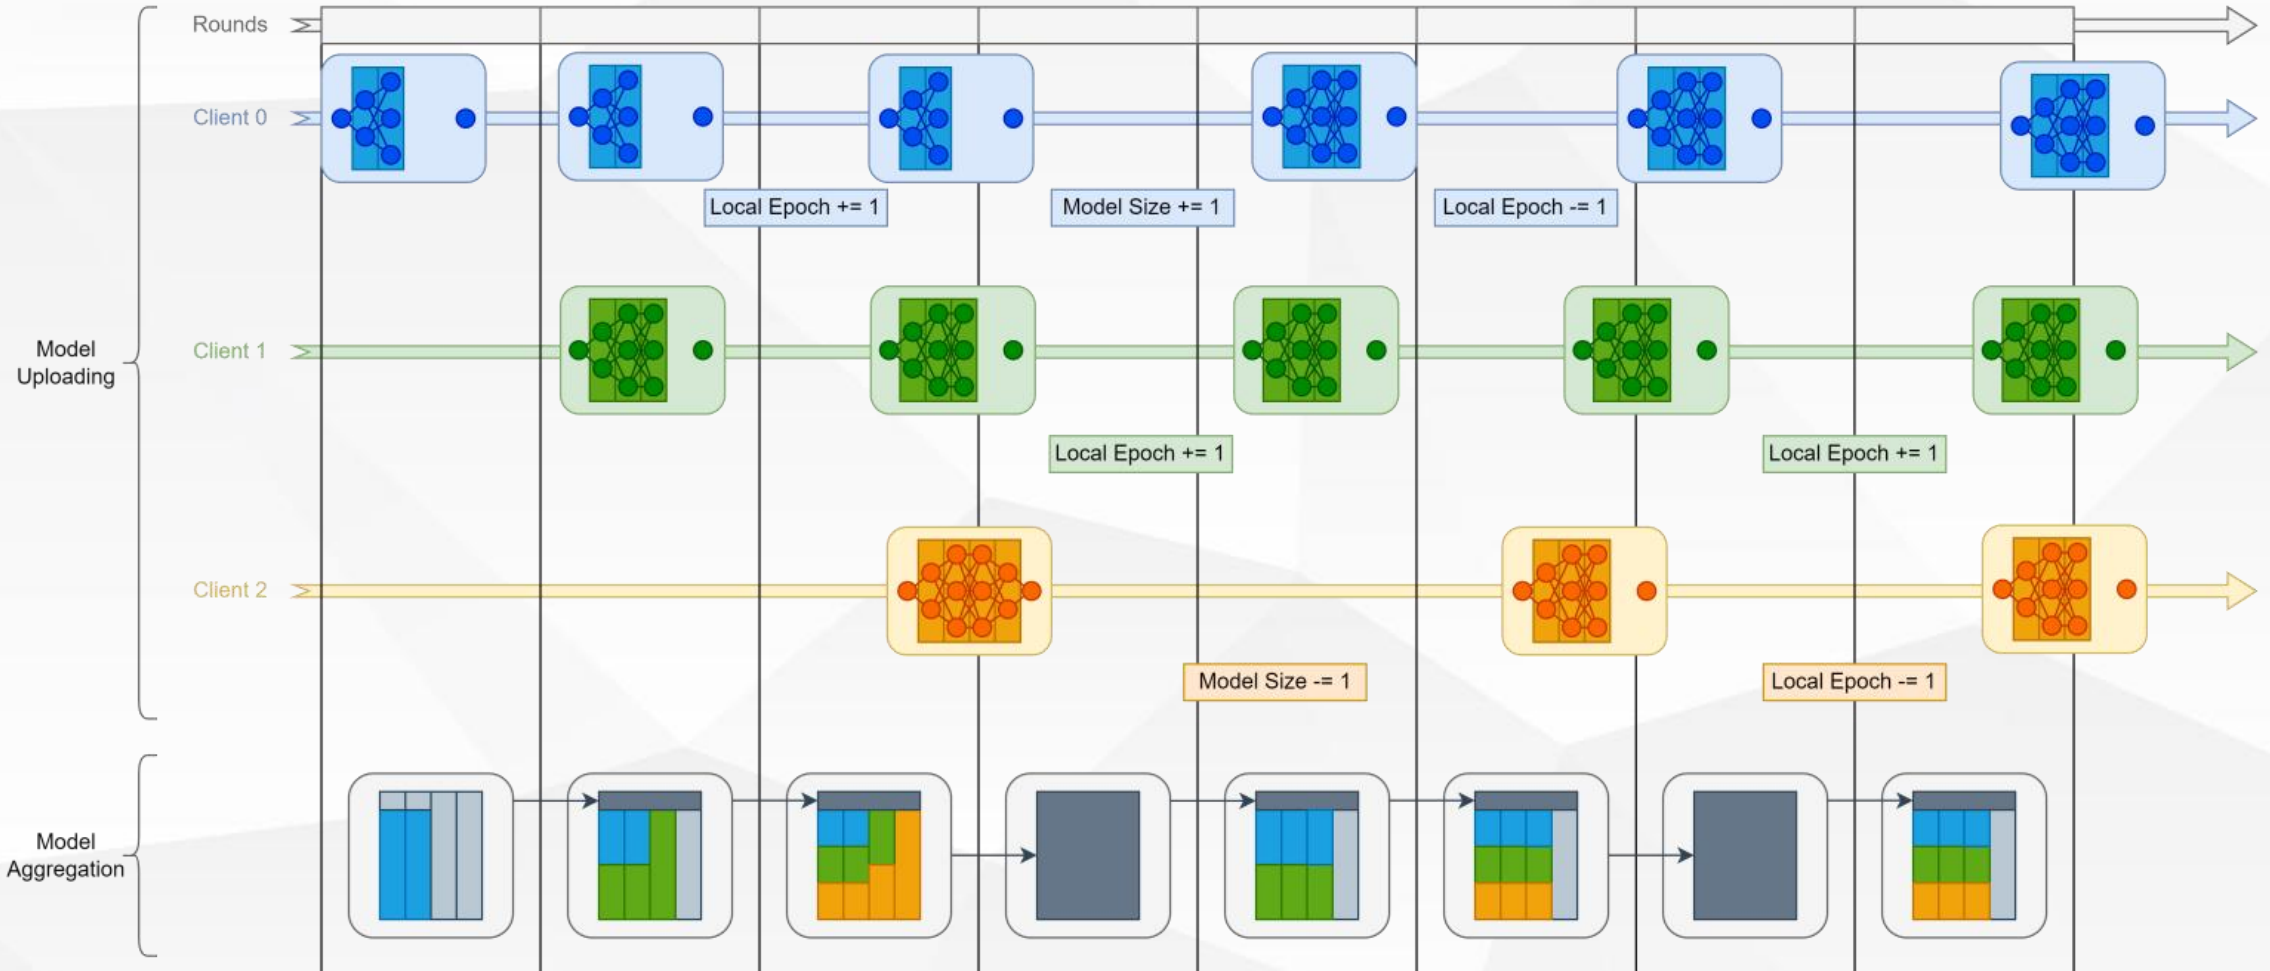 Rounds
Client 0
Local Epoch += 1
Model Size += 1
Local Epoch -= 1
Model
Uploading
Client 1
Local Epoch += 1
Local Epoch += 1
Client 2
Model Size -= 1
Local Epoch -= 1
Model
Aggregation